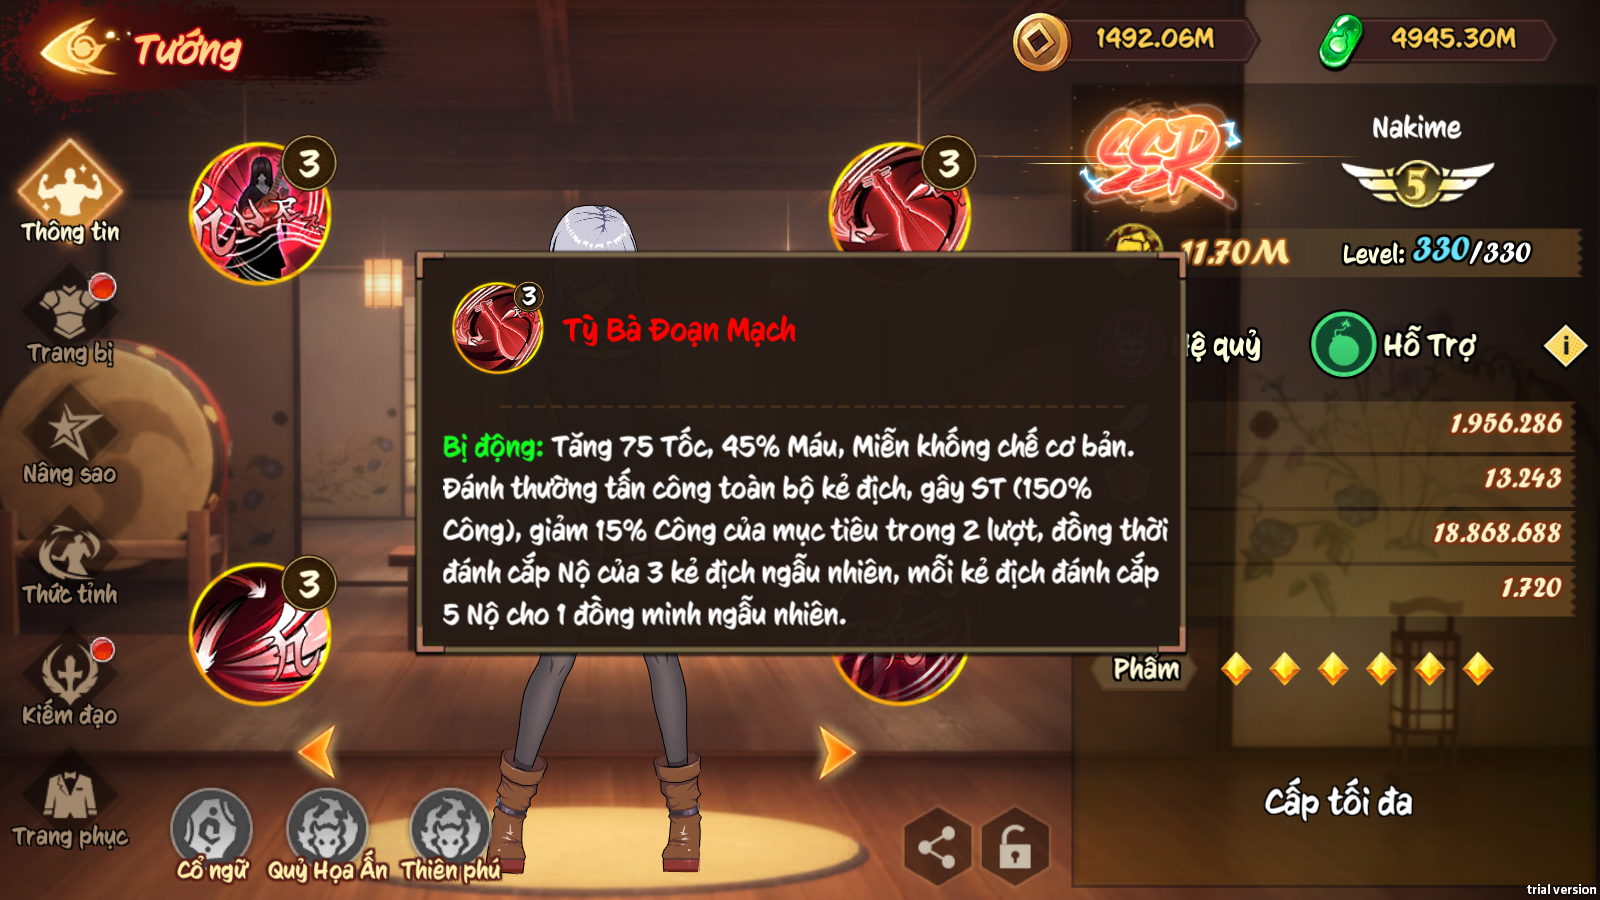 Tướng
1492.06M
4945.30M
SSR
Nakime
5
Thông tin
3
3
11.70M
Level: 330/330
Trang bị
3
Tỳ Bà Đoạn Mạch
ệ quỷ
Hỗ Trợ
i
Bị động: Tăng 75 Tốc, 45% Máu, Miễn khống chế cơ bản.
Đánh thường tấn công toàn bộ kẻ địch, gây ST (150%
Công), giảm 15% Công của mục tiêu trong 2 lượt, đồng thời
đánh cắp Nộ của 3 kẻ địch ngẫu nhiên, mỗi kẻ địch đánh cắp
5 Nộ cho 1 đồng minh ngẫu nhiên.
1.956.286
13.243
18.868.688
1.720
Nâng sao
Thức tỉnh
3
Kiếm đạo
Phẩm
Trang phục
Cấp tối đa
Cổ ngữ
Quỷ Họa Ấn
Thiên phú
trial version